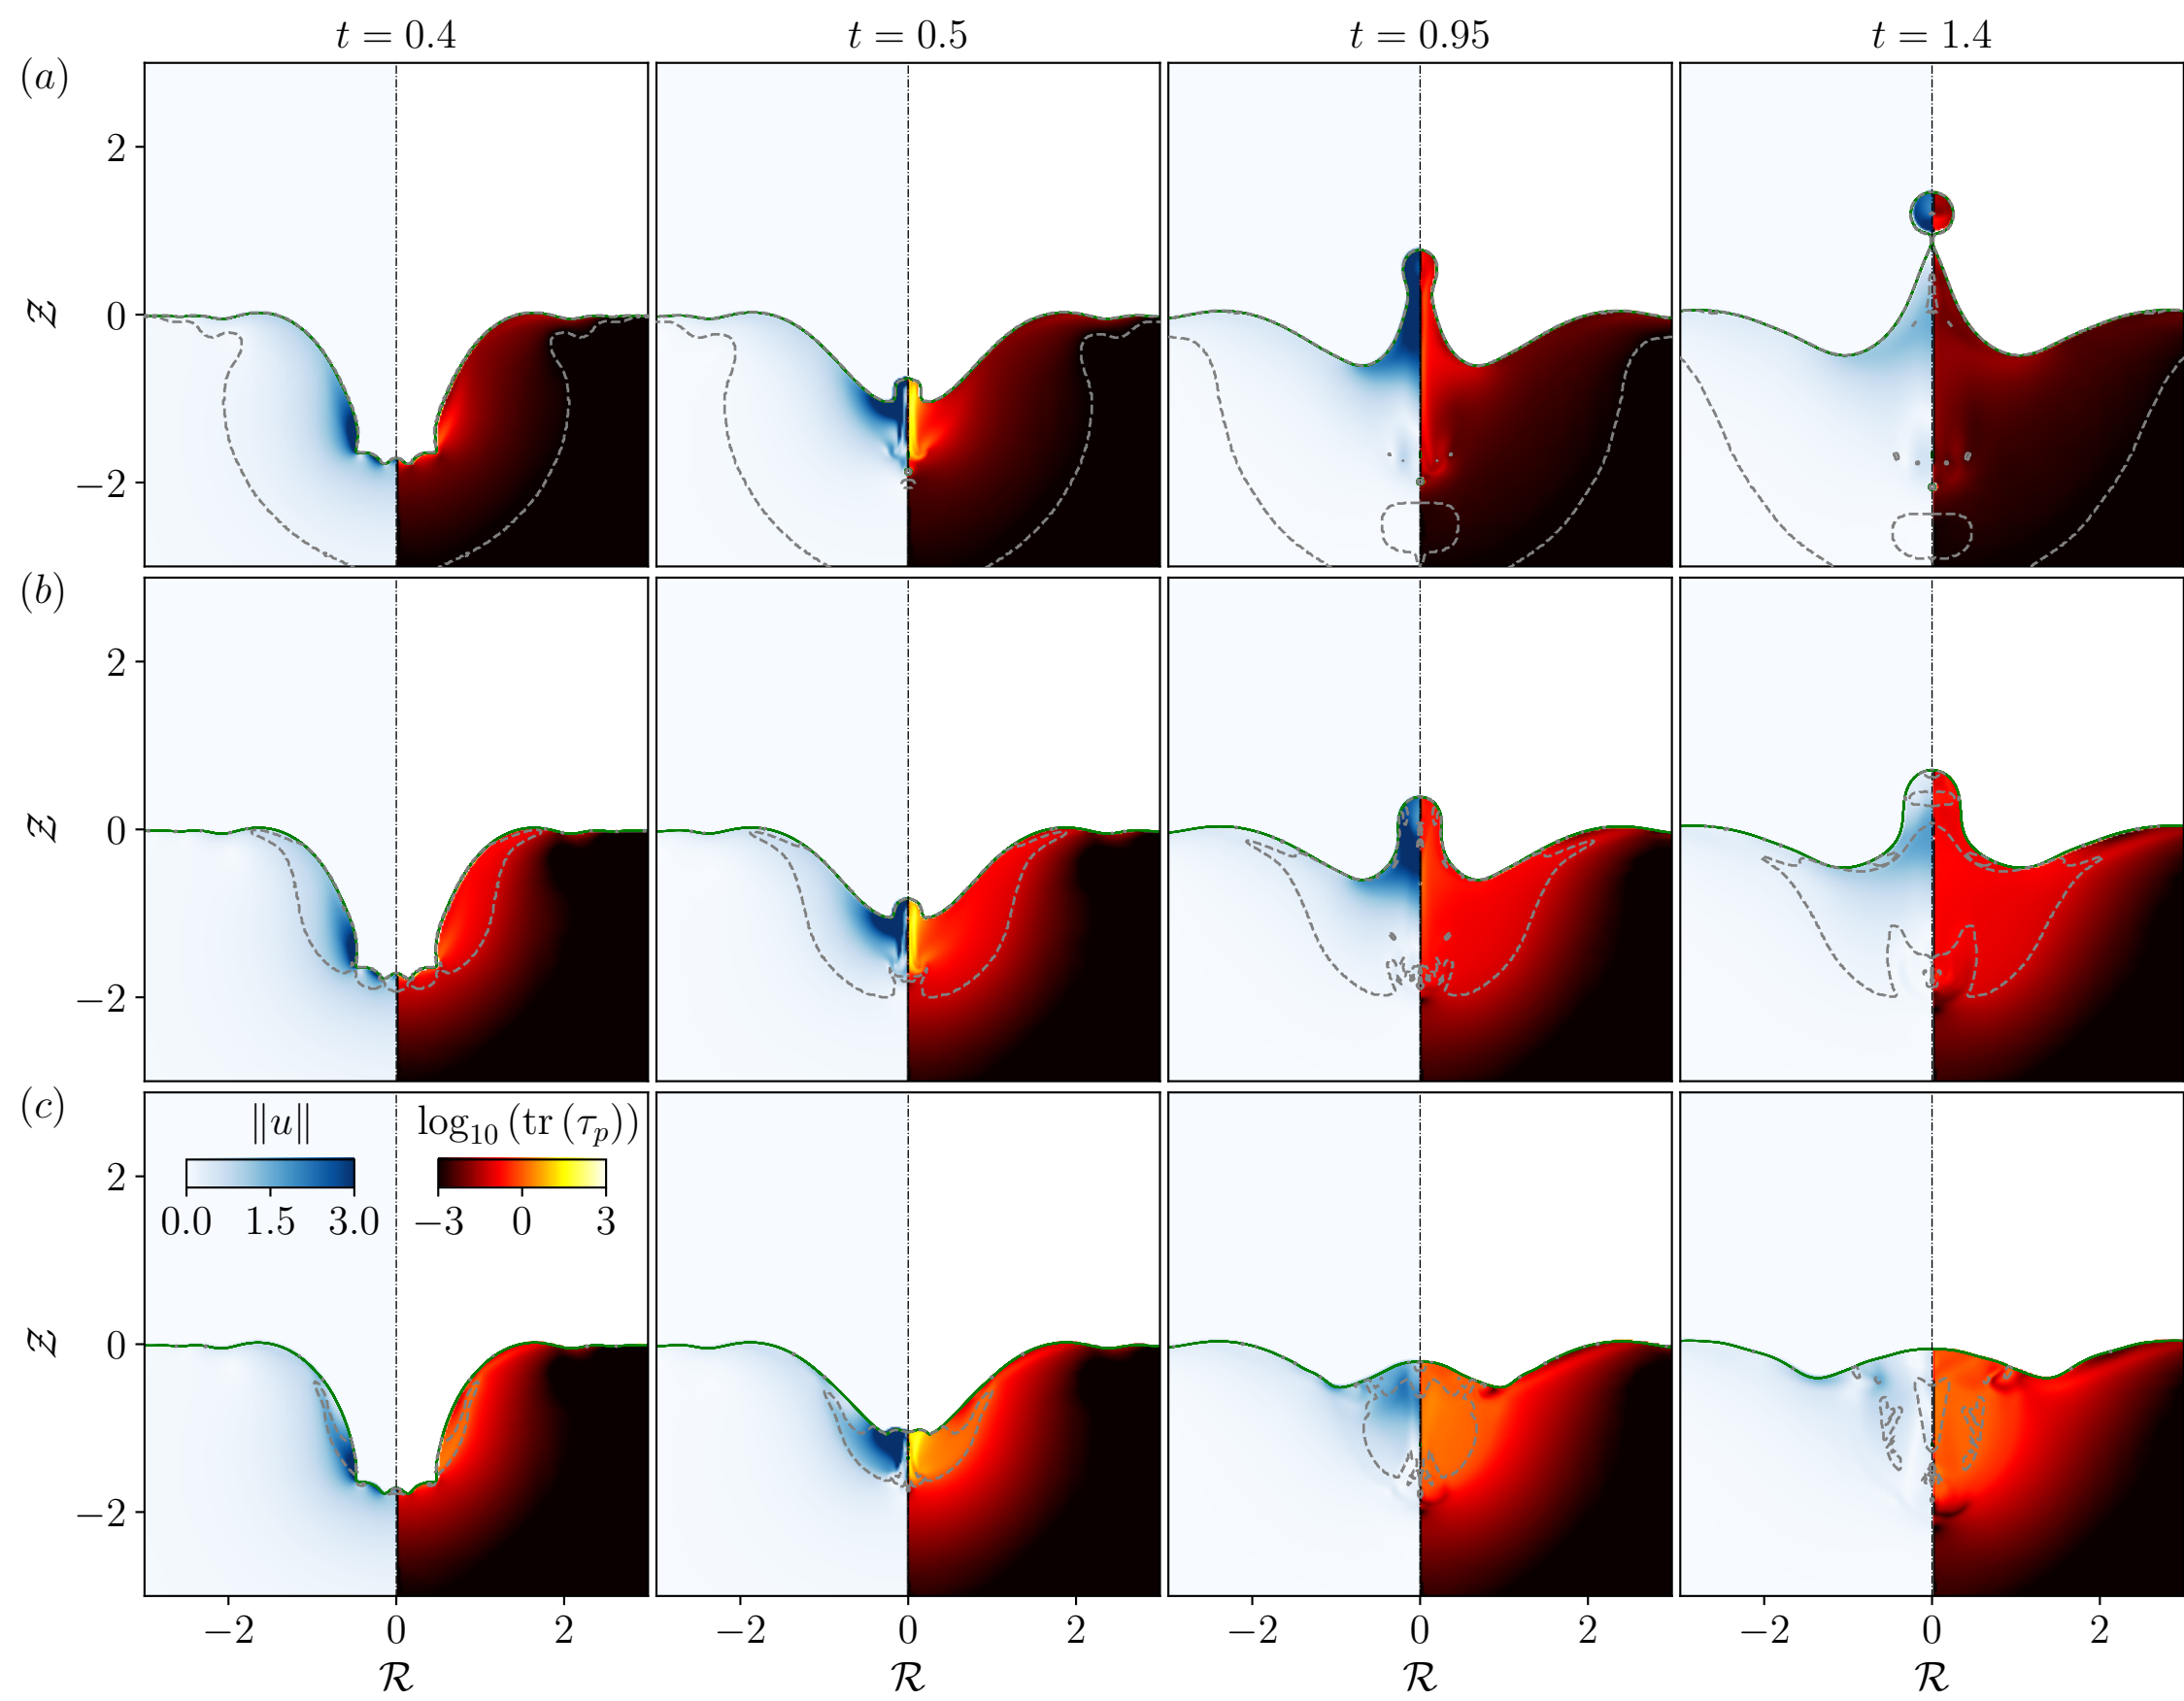 t = 0.4 t = 0.5 t = 0.95 t = 1.4
(a)
2
0
−2
𝒵
(b)
2
0
−2
𝒵
(c)
‖u‖ log₁₀ (tr (τₚ))
0.0 1.5 3.0 −3 0 3
2
0
−2
𝒵
−2 0 2 −2 0 2 −2 0 2 −2 0 2
ℛ ℛ ℛ ℛ